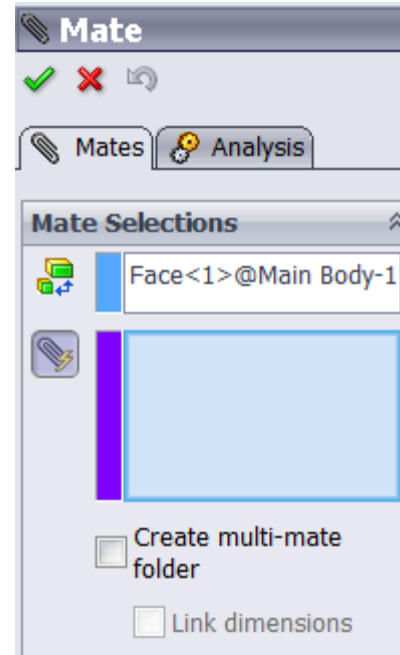 Mate
Mates Analysis
Mate Selections
Face<1>@Main Body-1
Create multi-mate
folder
Link dimensions